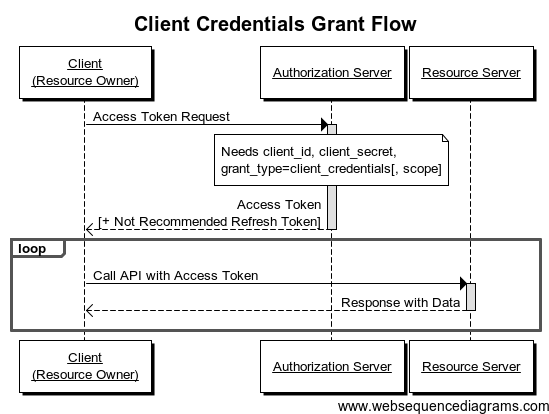 Client Credentials Grant Flow
Client
(Resource Owner)
Authorization Server
Resource Server
Access Token Request
Needs client_id, client_secret,
grant_type=client_credentials[, scope]
Access Token
[+ Not Recommended Refresh Token]
loop
Call API with Access Token
Response with Data
Client
(Resource Owner)
Authorization Server
Resource Server
www.websequencediagrams.com